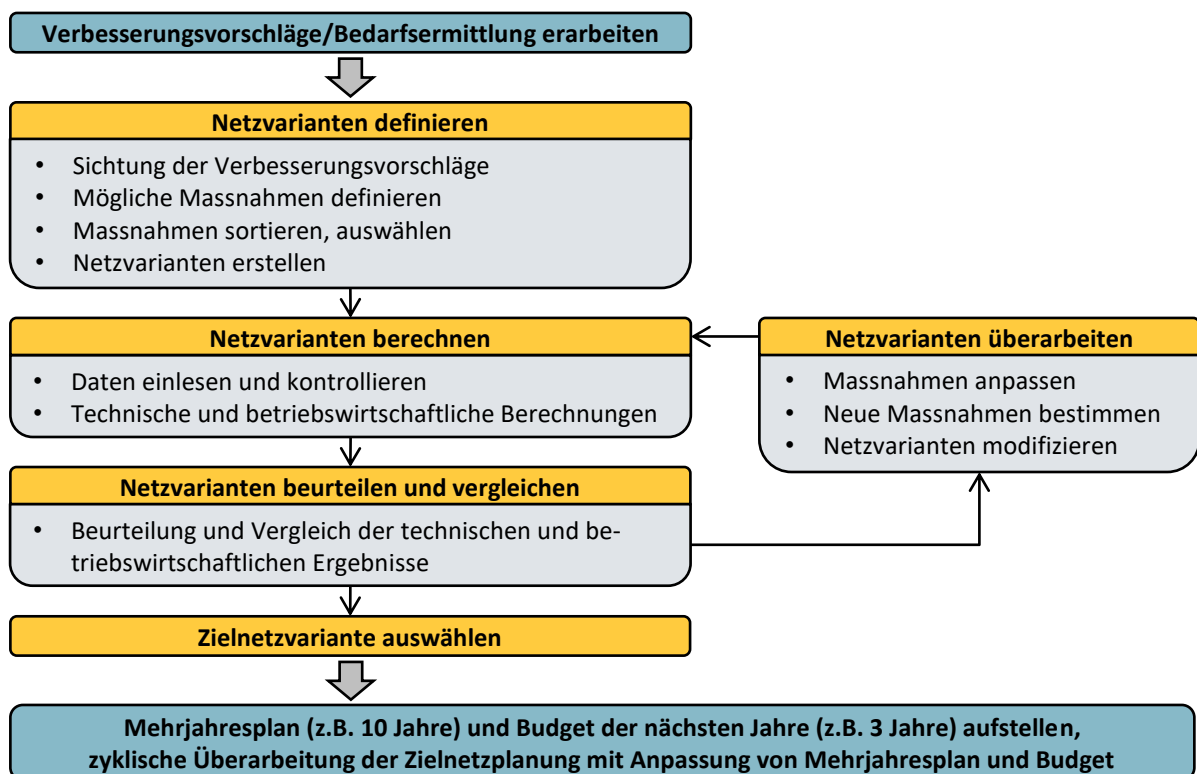 Verbesserungsvorschläge/Bedarfsermittlung erarbeiten
Netzvarianten definieren
• Sichtung der Verbesserungsvorschläge
• Mögliche Massnahmen definieren
• Massnahmen sortieren, auswählen
• Netzvarianten erstellen
Netzvarianten berechnen
• Daten einlesen und kontrollieren
• Technische und betriebswirtschaftliche Berechnungen
Netzvarianten überarbeiten
• Massnahmen anpassen
• Neue Massnahmen bestimmen
• Netzvarianten modifizieren
Netzvarianten beurteilen und vergleichen
• Beurteilung und Vergleich der technischen und be-
triebswirtschaftlichen Ergebnisse
Zielnetzvariante auswählen
Mehrjahresplan (z.B. 10 Jahre) und Budget der nächsten Jahre (z.B. 3 Jahre) aufstellen,
zyklische Überarbeitung der Zielnetzplanung mit Anpassung von Mehrjahresplan und Budget